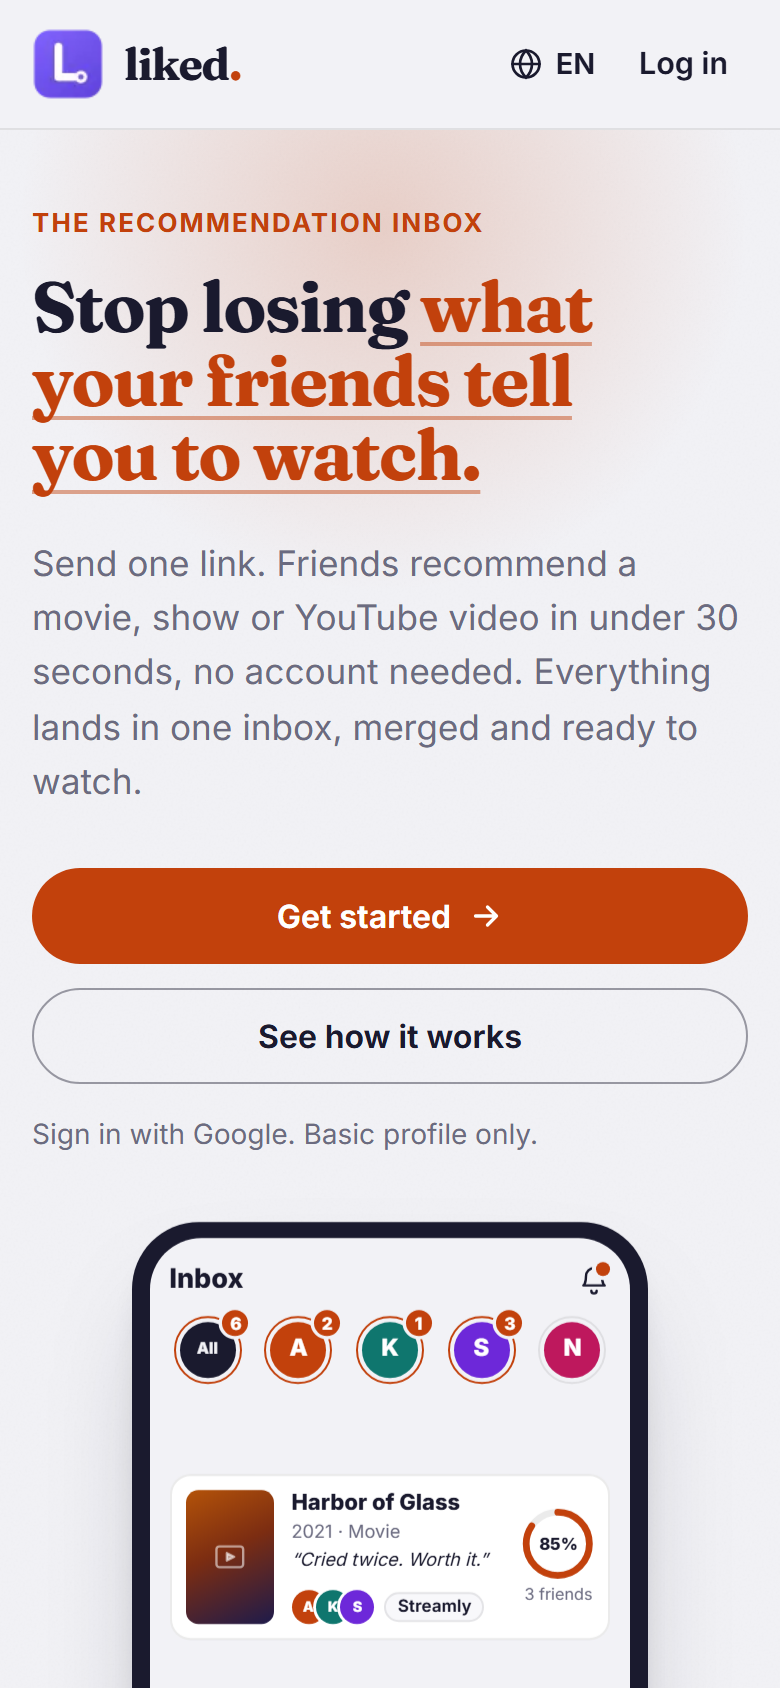 L
liked.
EN
Log in
THE RECOMMENDATION INBOX
Stop losing what
your friends tell
you to watch.
Send one link. Friends recommend a
movie, show or YouTube video in under 30
seconds, no account needed. Everything
lands in one inbox, merged and ready to
watch.
Get started →
See how it works
Sign in with Google. Basic profile only.
Inbox
6 2 1 3
All A K S N
Harbor of Glass
2021 · Movie
“Cried twice. Worth it.”
85%
3 friends
A K S Streamly